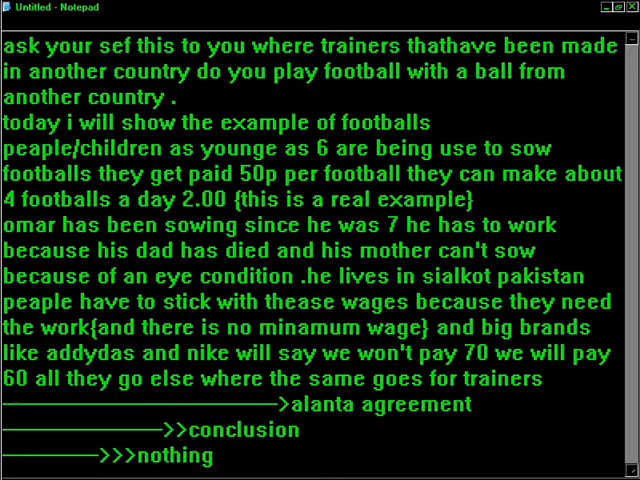 Untitled - Notepad
ask your sef this to you where trainers thathave been made
in another country do you play football with a ball from
another country .
today i will show the example of footballs
peaple/children as younge as 6 are being use to sow
footballs they get paid 50p per football they can make about
4 footballs a day 2.00 {this is a real example}
omar has been sowing since he was 7 he has to work
because his dad has died and his mother can't sow
because of an eye condition .he lives in sialkot pakistan
peaple have to stick with thease wages because they need
the work{and there is no minamum wage} and big brands
like addydas and nike will say we won't pay 70 we will pay
60 all they go else where the same goes for trainers
——————————————————>alanta agreement
——————————>>conclusion
——————>>>nothing